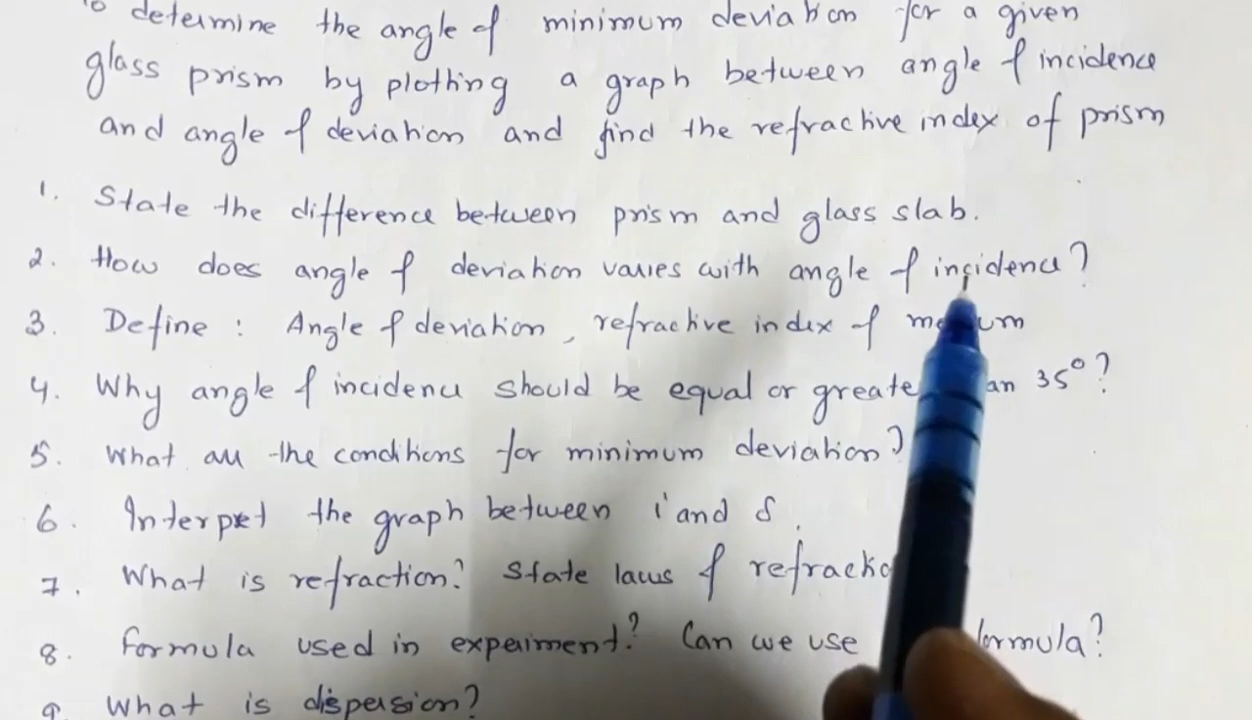 To determine the angle of minimum deviation for a given
glass prism by plotting a graph between angle of incidence
and angle of deviation and find the refractive index of prism
1. State the difference between prism and glass slab.
2. How does angle of deviation varies with angle of incidence?
3. Define : Angle of deviation, refractive index of
4. Why angle of incidence should be equal or greater 35°?
5. What are the conditions for minimum deviation?
6. Interpret the graph between i and δ.
7. What is refraction? State laws of
8. Formula used in experiment? Can we use formula?
9. What is dispersion?